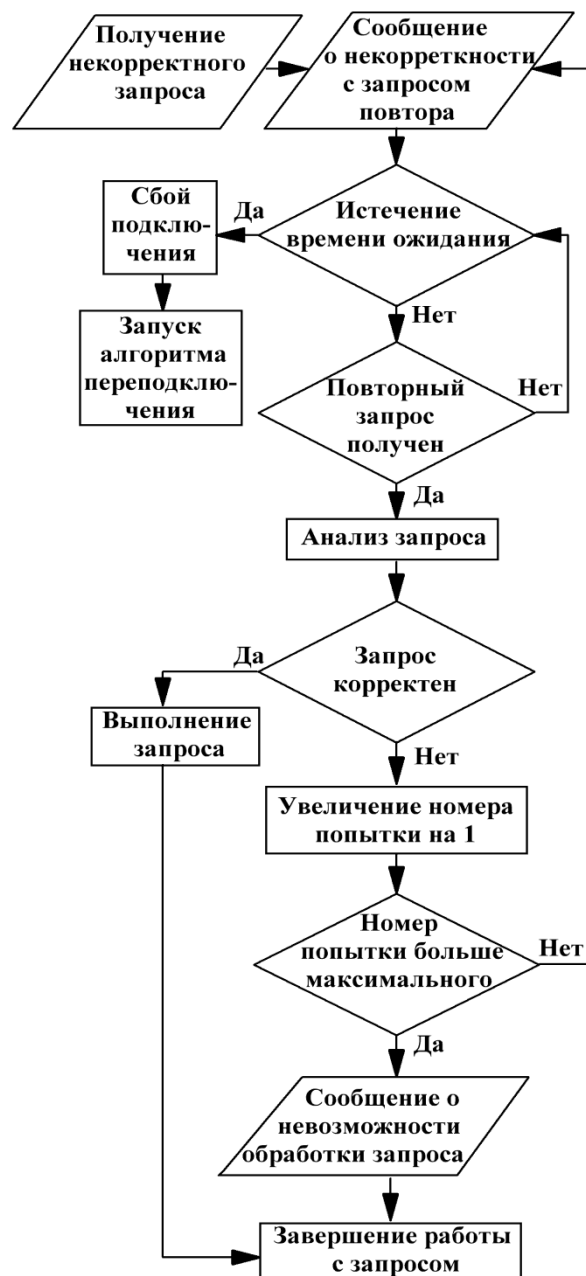 Получение
некорректного
запроса
Сообщение
о некорреткности
с запросом
повтора
Сбой
подклю-
чения
Да
Истечение
времени ожидания
Нет
Запуск
алгоритма
переподклю-
чения
Повторный
запрос
получен
Нет
Да
Анализ запроса
Да
Запрос
корректен
Выполнение
запроса
Нет
Увеличение номера
попытки на 1
Номер
попытки больше
максимального
Нет
Да
Сообщение о
невозможности
обработки запроса
Завершение работы
с запросом